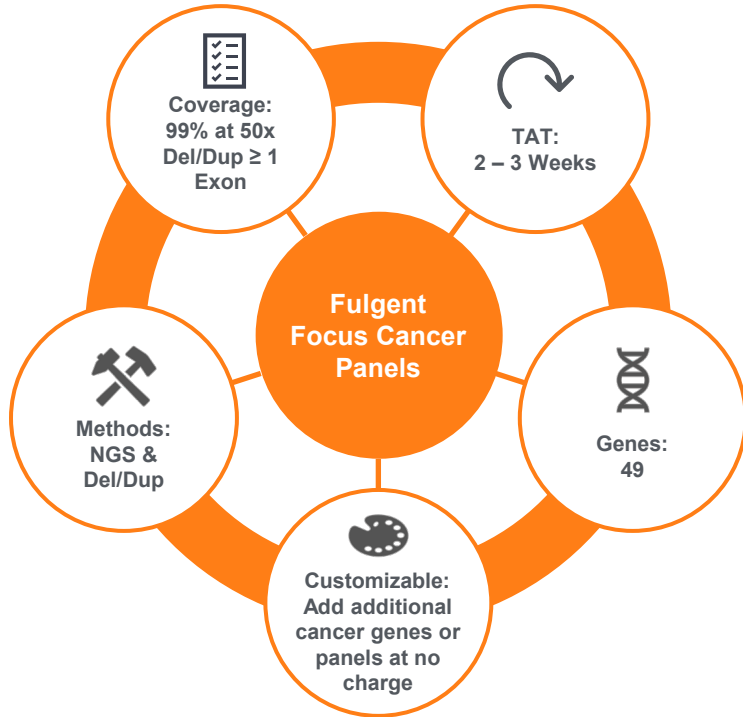 Coverage:
99% at 50x
Del/Dup ≥ 1
Exon
TAT:
2 – 3 Weeks
Fulgent
Focus Cancer
Panels
Methods:
NGS &
Del/Dup
Genes:
49
Customizable:
Add additional
cancer genes or
panels at no
charge